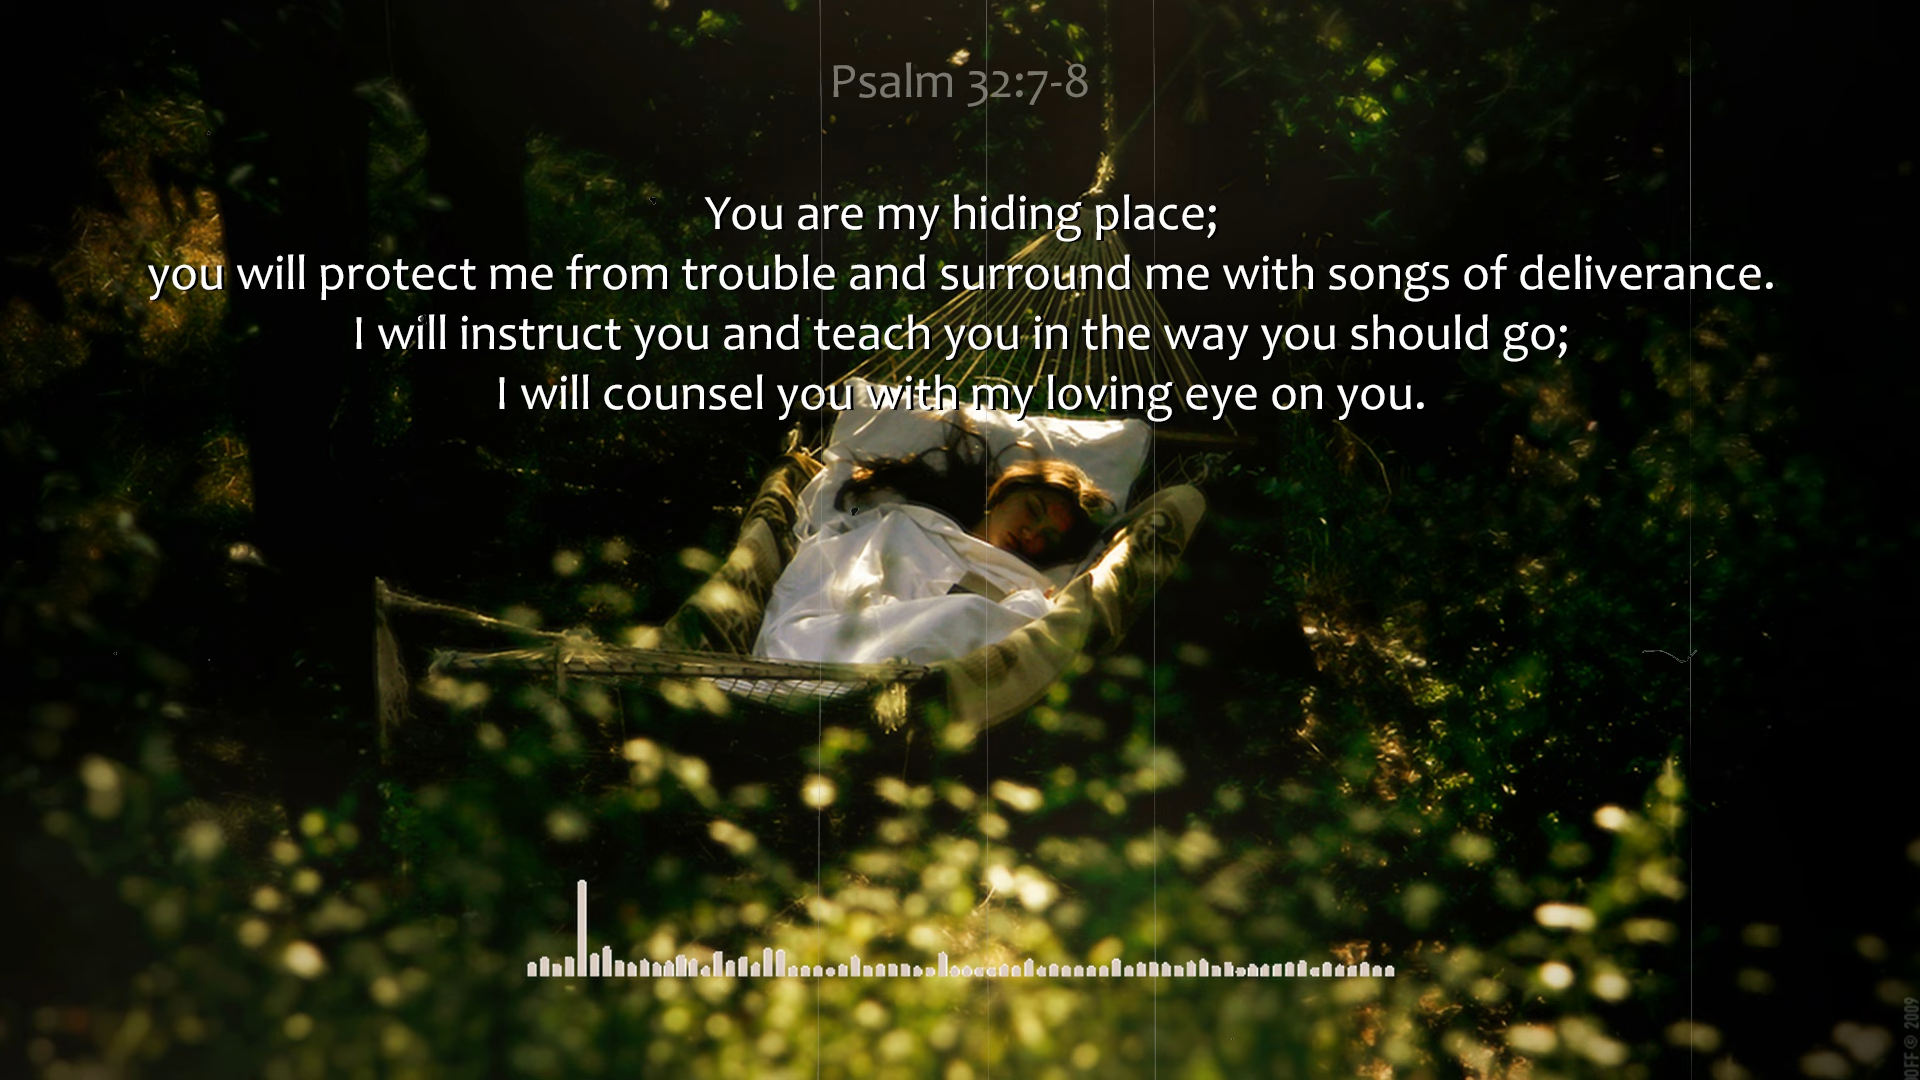 Psalm 32:7-8
You are my hiding place;
you will protect me from trouble and surround me with songs of deliverance.
I will instruct you and teach you in the way you should go;
I will counsel you with my loving eye on you.
© 2009